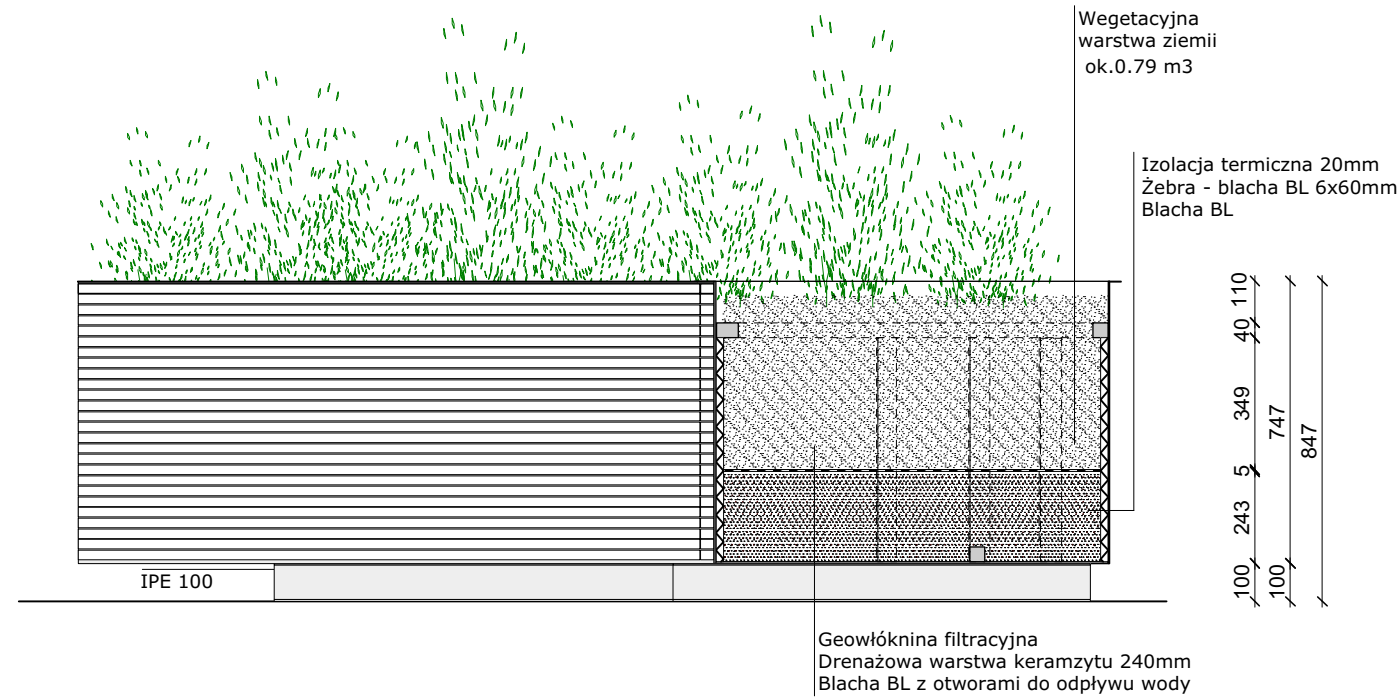 Wegetacyjna
warstwa ziemii
ok.0.79 m3
Izolacja termiczna 20mm
Żebra - blacha BL 6x60mm
Blacha BL
110
40
349
747
847
5
243
100
100
IPE 100
Geowłóknina filtracyjna
Drenażowa warstwa keramzytu 240mm
Blacha BL z otworami do odpływu wody